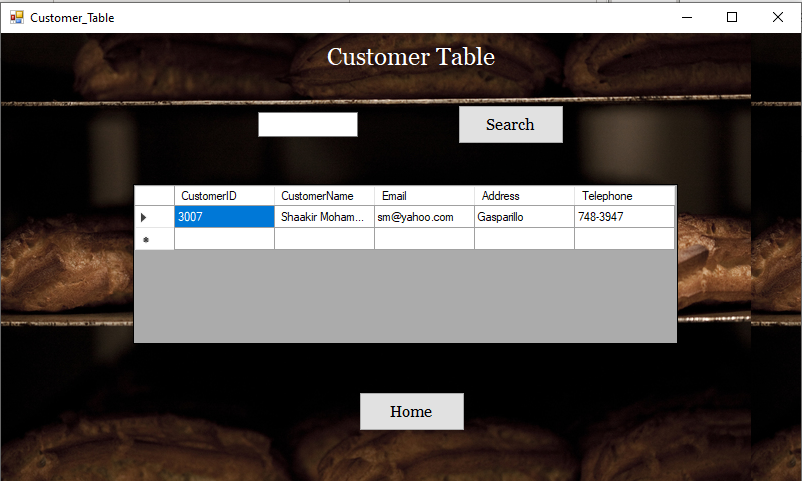 Customer_Table
Customer Table
Search
CustomerID CustomerName Email Address Telephone
3007 Shaakir Moham... sm@yahoo.com Gasparillo 748-3947
Home